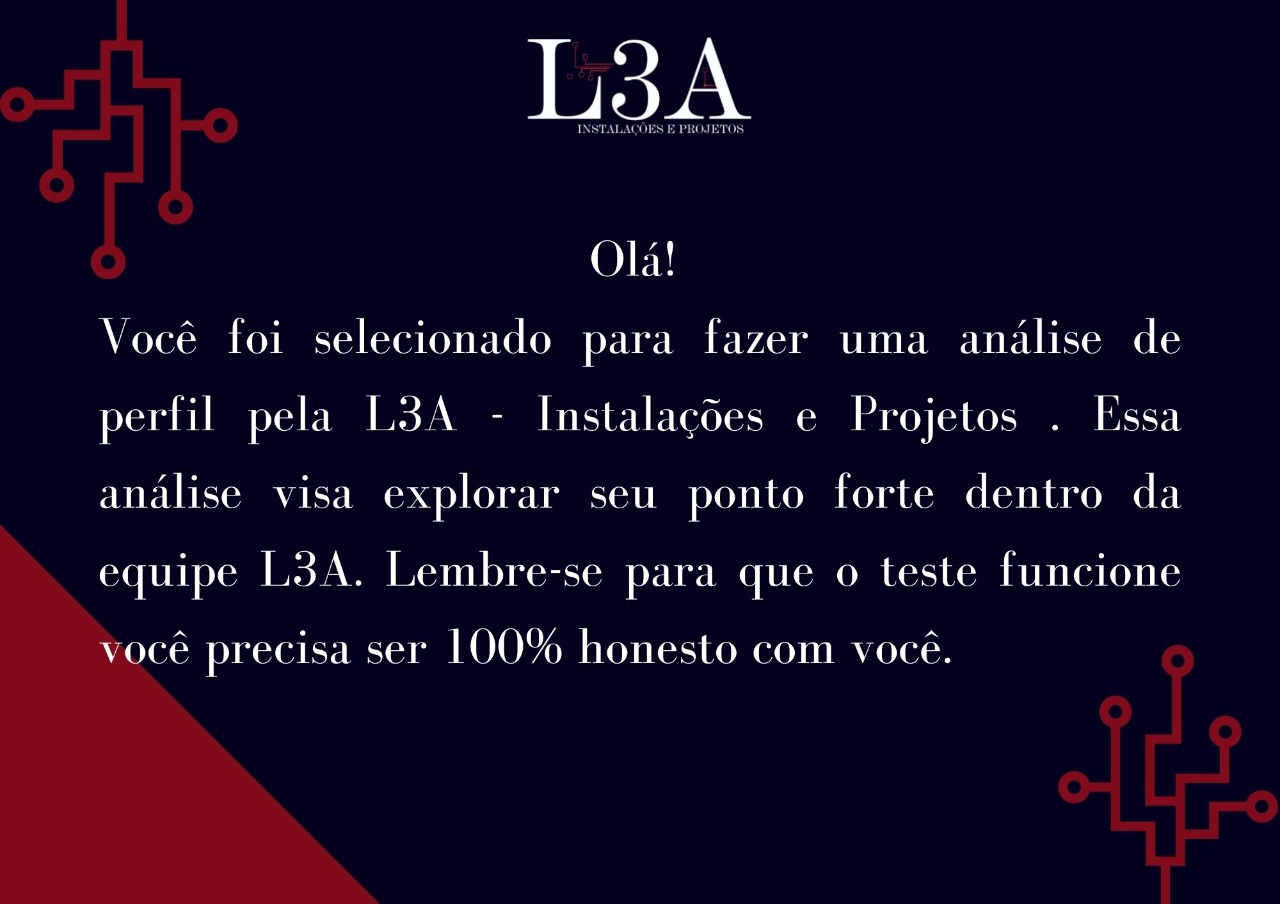 L3A
INSTALAÇÕES E PROJETOS
Olá!
Você foi selecionado para fazer uma análise de
perfil pela L3A - Instalações e Projetos . Essa
análise visa explorar seu ponto forte dentro da
equipe L3A. Lembre-se para que o teste funcione
você precisa ser 100% honesto com você.